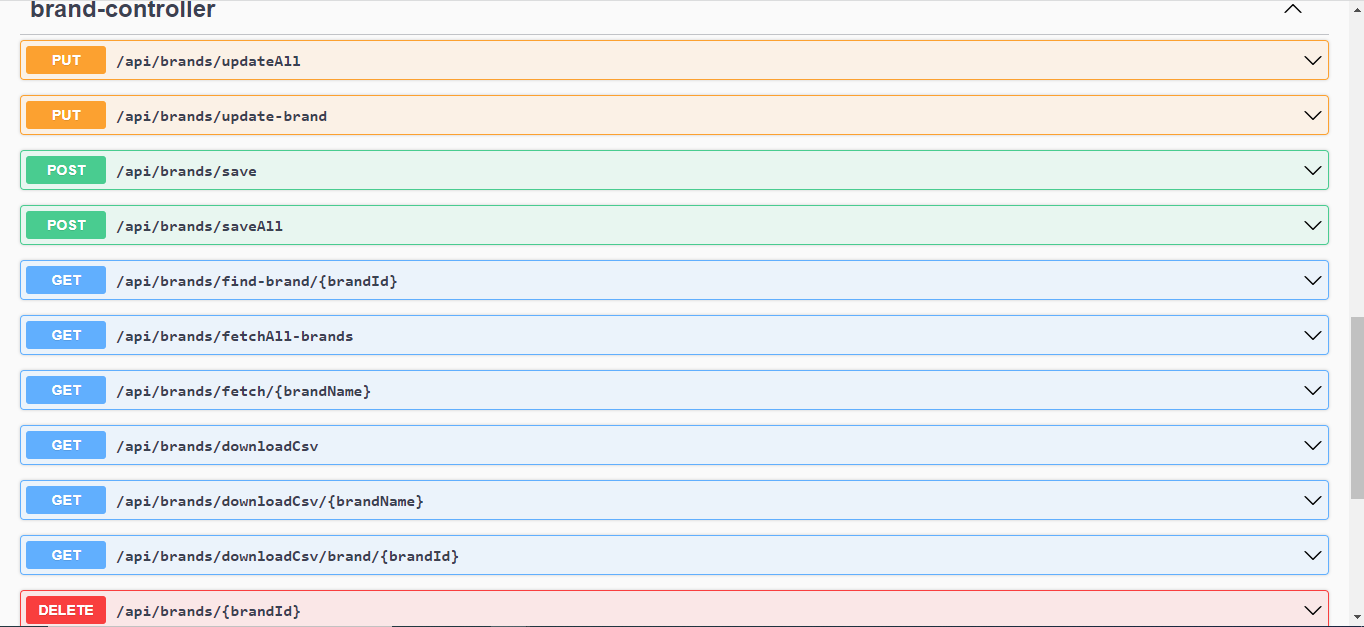 brand-controller
PUT /api/brands/updateAll
PUT /api/brands/update-brand
POST /api/brands/save
POST /api/brands/saveAll
GET /api/brands/find-brand/{brandId}
GET /api/brands/fetchAll-brands
GET /api/brands/fetch/{brandName}
GET /api/brands/downloadCsv
GET /api/brands/downloadCsv/{brandName}
GET /api/brands/downloadCsv/brand/{brandId}
DELETE /api/brands/{brandId}